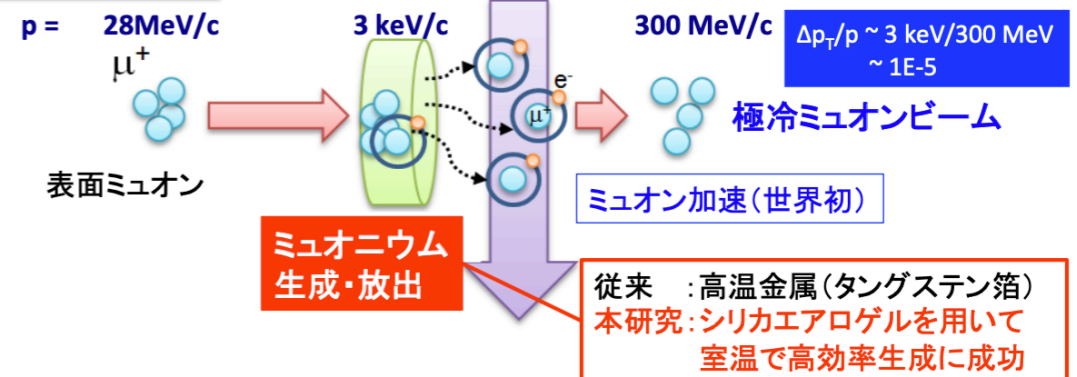 p = 28MeV/c 3 keV/c 300 MeV/c
ΔpT/p ~ 3 keV/300 MeV
~ 1E-5
μ+
e-
μ+
極冷ミュオンビーム
表面ミュオン
ミュオン加速(世界初)
ミュオニウム
生成・放出
従来 :高温金属(タングステン箔)
本研究:シリカエアロゲルを用いて
室温で高効率生成に成功